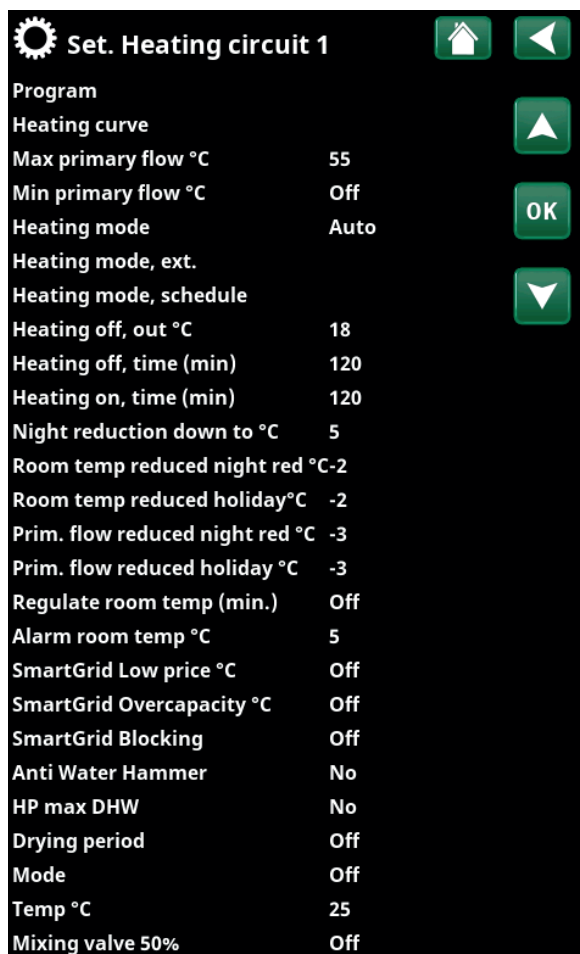 Set. Heating circuit 1
Program
Heating curve
Max primary flow °C 55
Min primary flow °C Off
OK
Heating mode Auto
Heating mode, ext.
Heating mode, schedule
Heating off, out °C 18
Heating off, time (min) 120
Heating on, time (min) 120
Night reduction down to °C 5
Room temp reduced night red °C-2
Room temp reduced holiday°C -2
Prim. flow reduced night red °C -3
Prim. flow reduced holiday °C -3
Regulate room temp (min.) Off
Alarm room temp °C 5
SmartGrid Low price °C Off
SmartGrid Overcapacity °C Off
SmartGrid Blocking Off
Anti Water Hammer No
HP max DHW No
Drying period Off
Mode Off
Temp °C 25
Mixing valve 50% Off